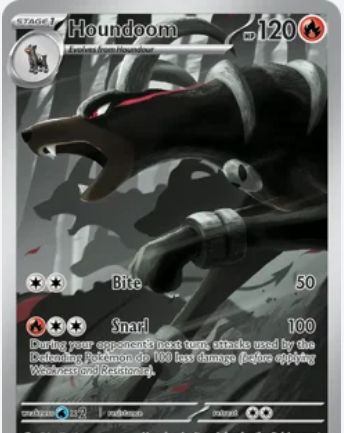 STAGE 1
Houndoom
HP 120
Evolves from Houndour
Bite 50
Snarl 100
During your opponent's next turn, attacks used by the
Defending Pokémon do 100 less damage (before applying
Weakness and Resistance).
weakness ×2 resistance retreat